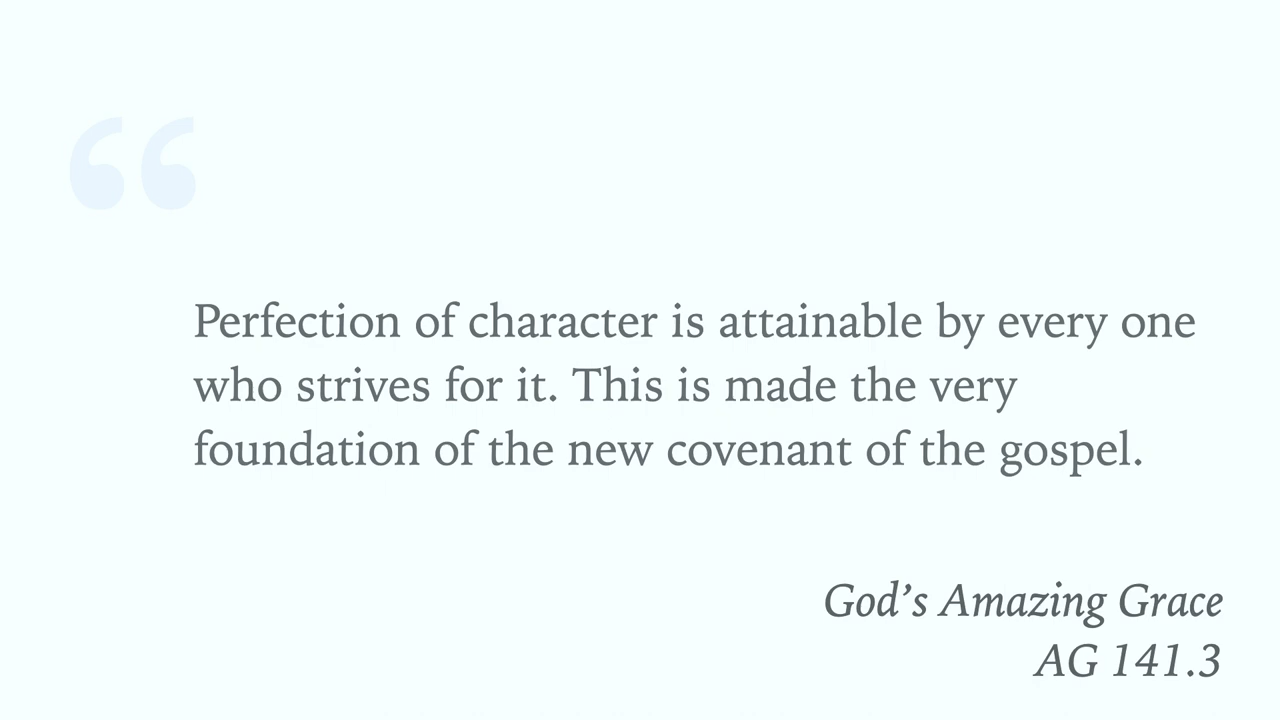 “
Perfection of character is attainable by every one
who strives for it. This is made the very
foundation of the new covenant of the gospel.
God’s Amazing Grace
AG 141.3